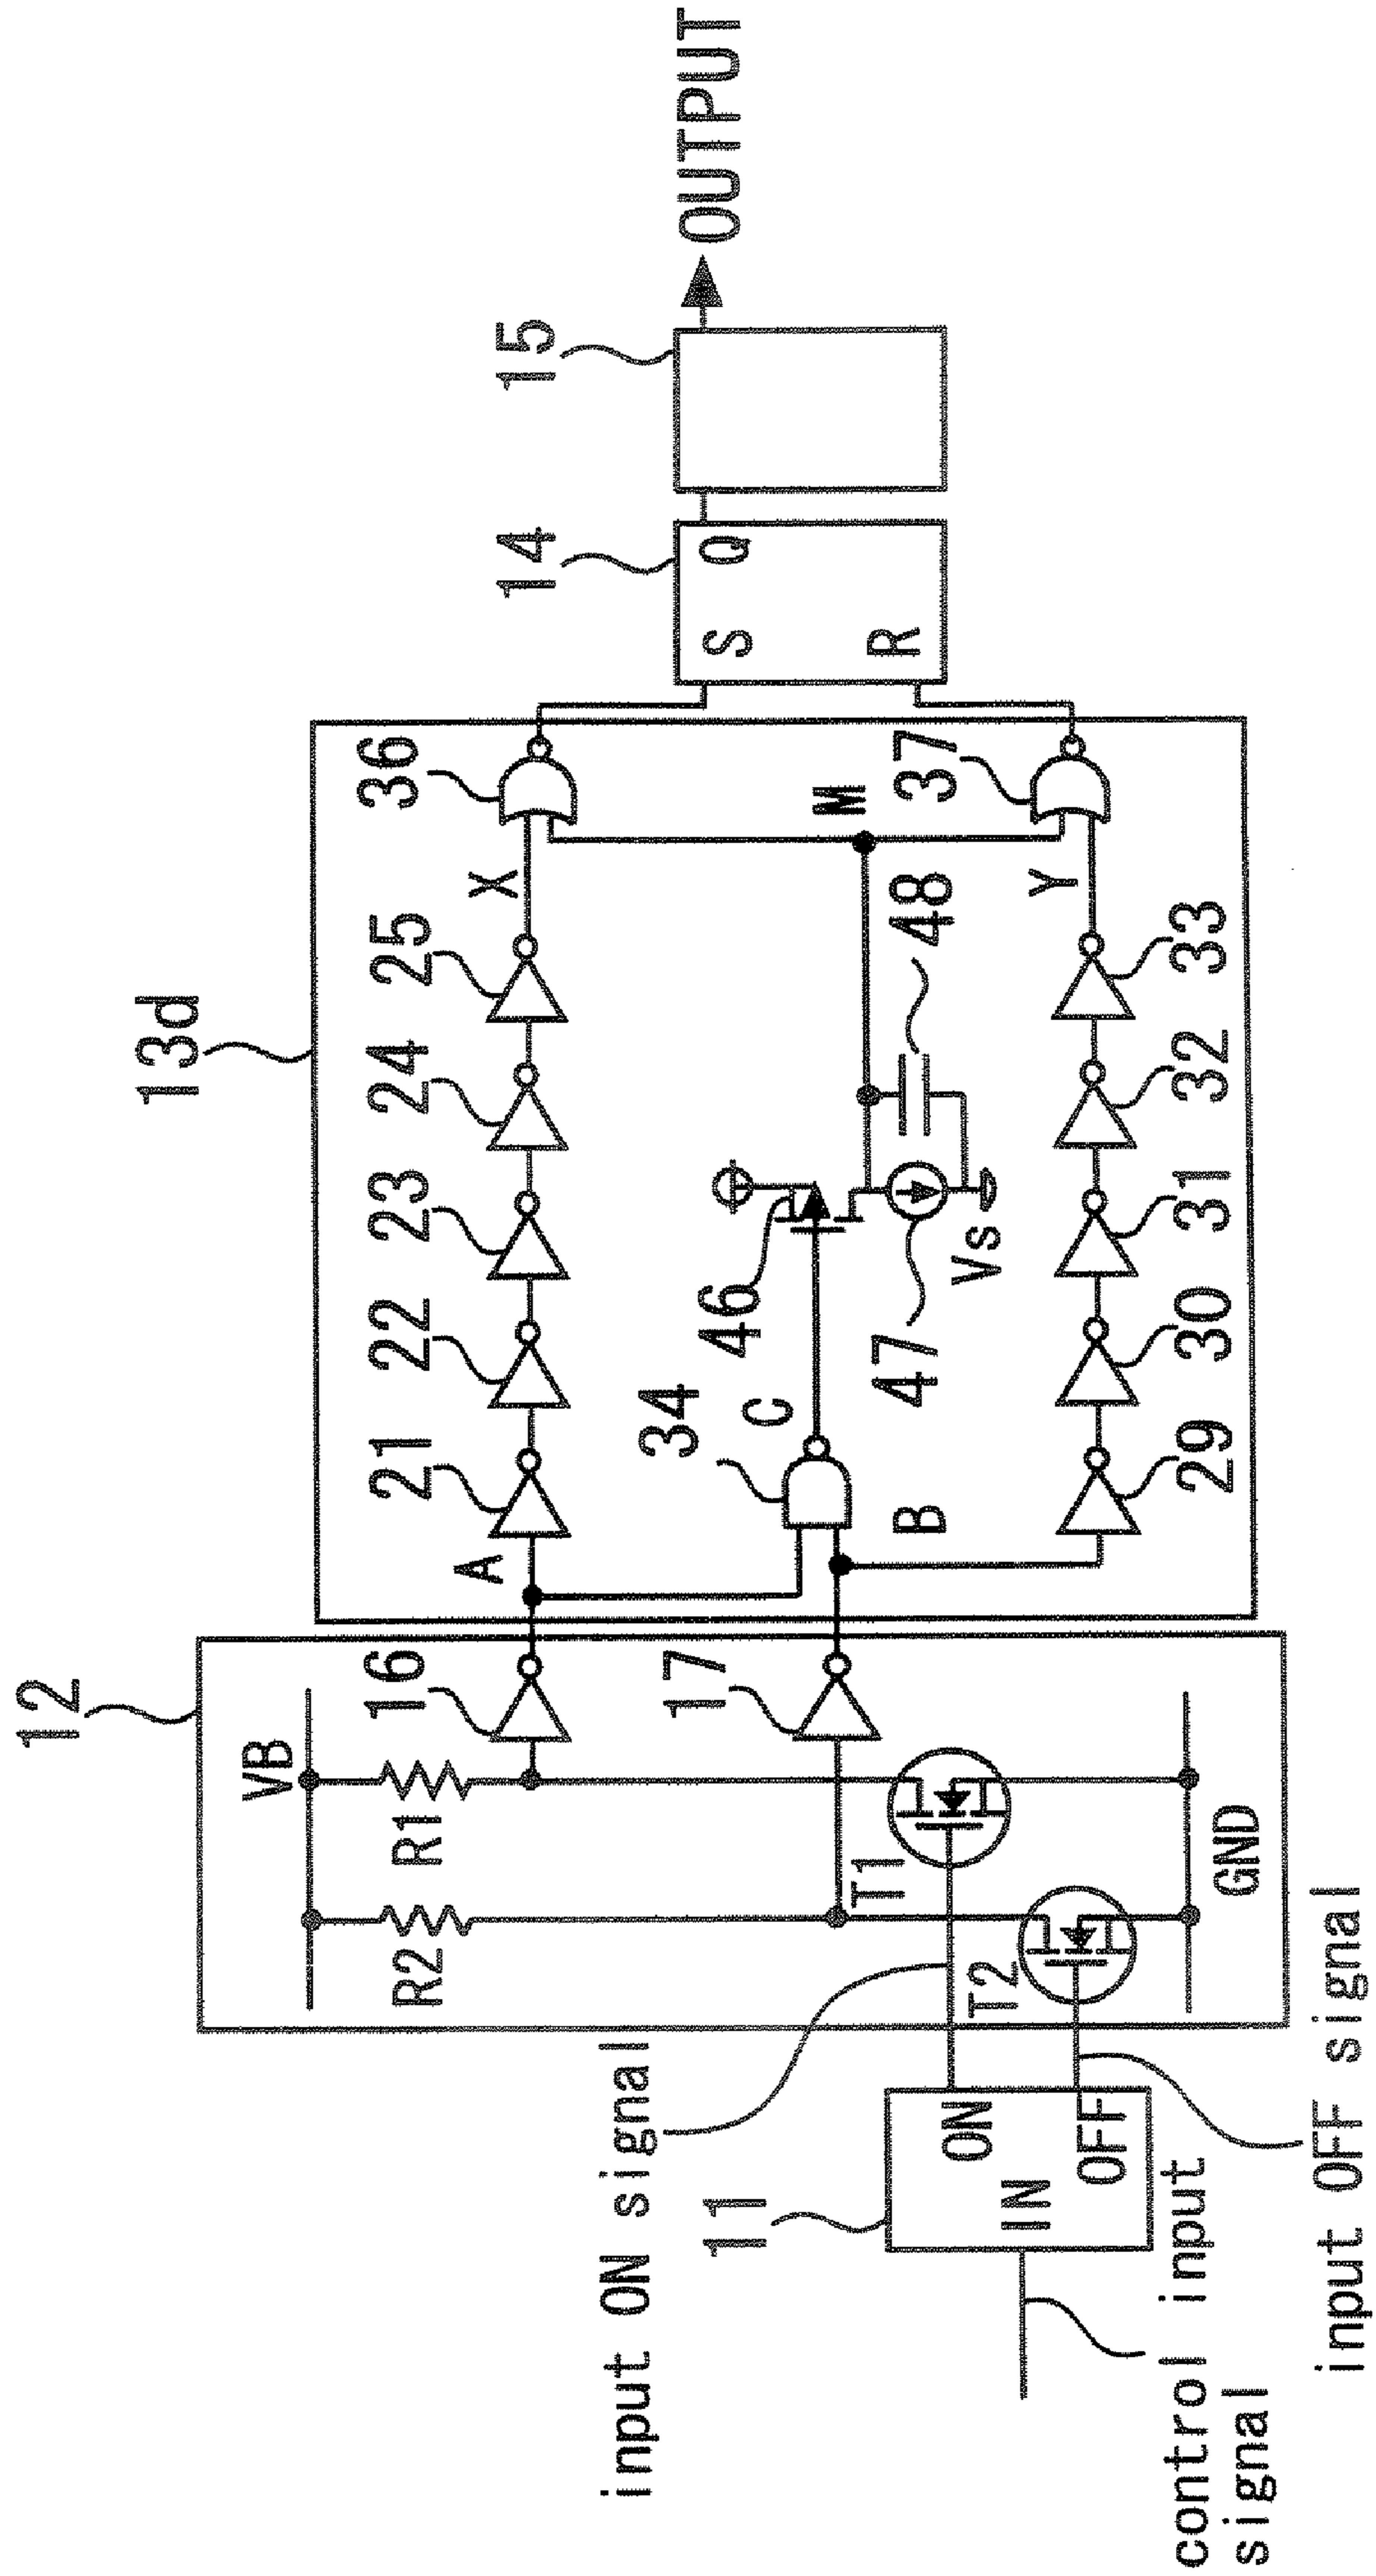 12
13d
VB
R1
R2
16
17
T1
T2
GND
A
21
22
23
24
25
X
36
34
C
B
46
47
Vs
48
M
29
30
31
32
33
Y
37
14
S
Q
R
15
OUTPUT
input ON signal
11
ON
IN
OFF
control input
signal
input OFF signal